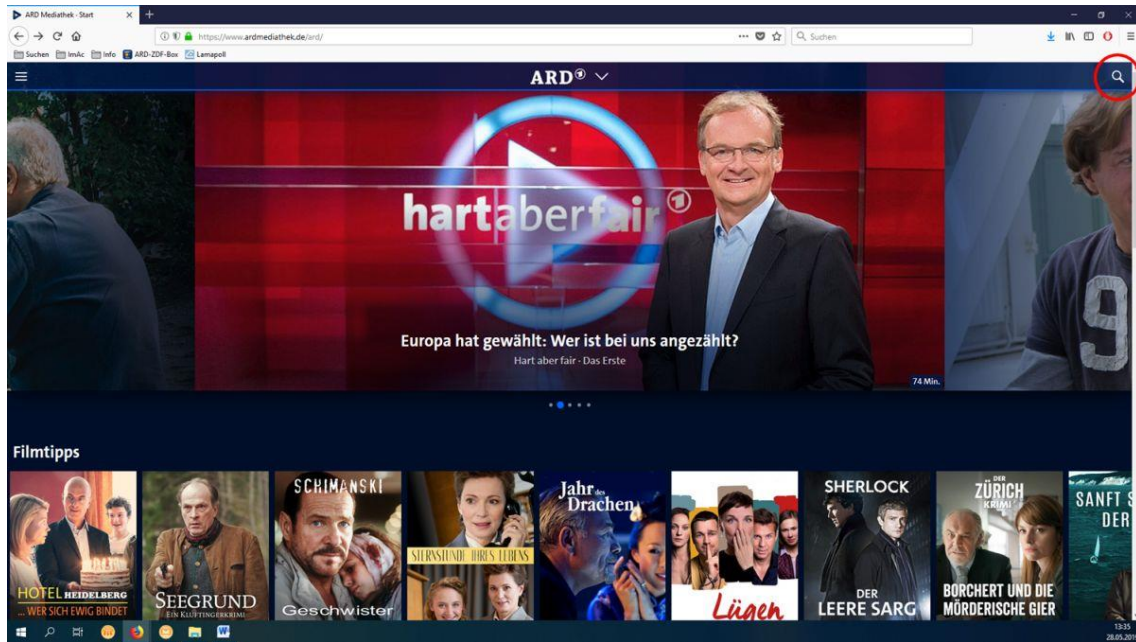 ARD Mediathek - Start
https://www.ardmediathek.de/ard/
Suchen
Suchen
ImAc
Info
ARD-ZDF-Box
Lamapoll
ARD
hartaberfair
Europa hat gewählt: Wer ist bei uns angezählt?
Hart aber fair · Das Erste
74 Min.
9
Filmtipps
HOTEL HEIDELBERG
... WER SICH EWIG BINDET
SEEGRUND
EIN KLUFTINGERKRIMI
SCHIMANSKI
Geschwister
STERNSTUNDE IHRES LEBENS
Jahr des
Drachen
Lügen
SHERLOCK
DER
LEERE SARG
DER
ZÜRICH
KRIMI
BORCHERT UND DIE
MÖRDERISCHE GIER
SANFT S
DER
13:35
28.05.201